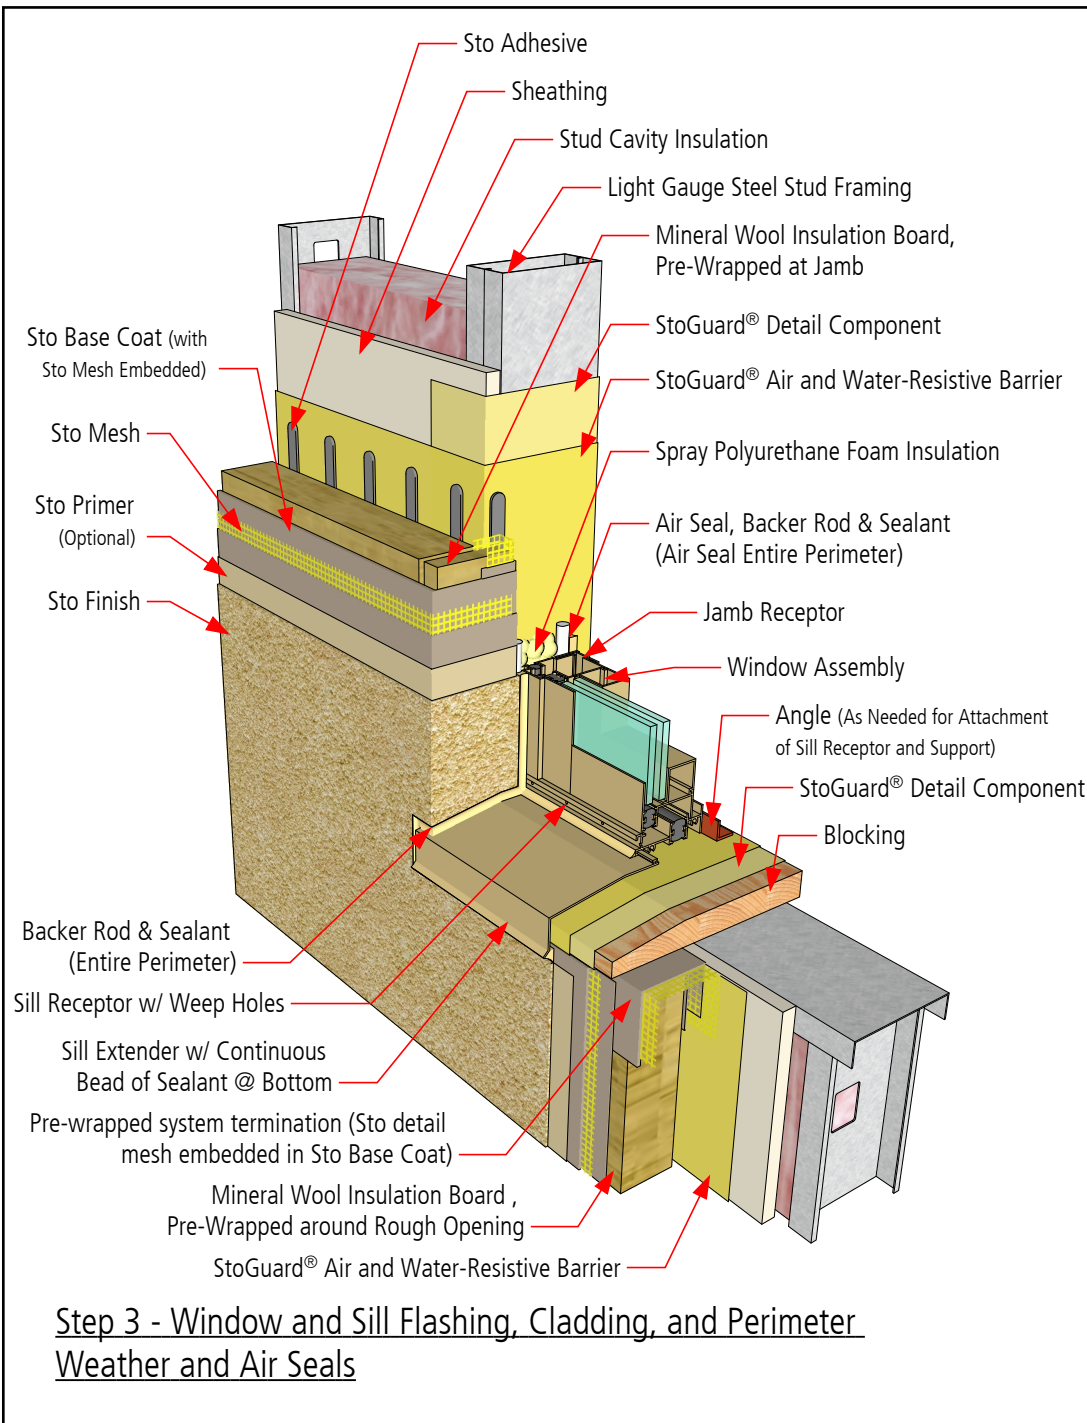 Sto Adhesive
Sheathing
Stud Cavity Insulation
Light Gauge Steel Stud Framing
Mineral Wool Insulation Board,
Pre-Wrapped at Jamb
StoGuard® Detail Component
StoGuard® Air and Water-Resistive Barrier
Spray Polyurethane Foam Insulation
Air Seal, Backer Rod & Sealant
(Air Seal Entire Perimeter)
Jamb Receptor
Window Assembly
Angle (As Needed for Attachment
of Sill Receptor and Support)
StoGuard® Detail Component
Blocking
Sto Base Coat (with
Sto Mesh Embedded)
Sto Mesh
Sto Primer
(Optional)
Sto Finish
Backer Rod & Sealant
(Entire Perimeter)
Sill Receptor w/ Weep Holes
Sill Extender w/ Continuous
Bead of Sealant @ Bottom
Pre-wrapped system termination (Sto detail
mesh embedded in Sto Base Coat)
Mineral Wool Insulation Board ,
Pre-Wrapped around Rough Opening
StoGuard® Air and Water-Resistive Barrier
Step 3 - Window and Sill Flashing, Cladding, and Perimeter
Weather and Air Seals